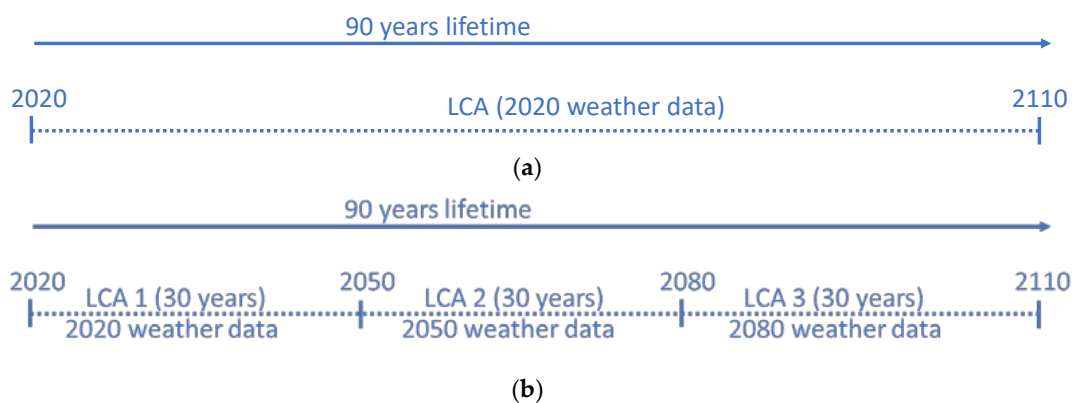 90 years lifetime
2020 LCA (2020 weather data) 2110
(a)
90 years lifetime
2020 2050 2080 2110
LCA 1 (30 years) LCA 2 (30 years) LCA 3 (30 years)
2020 weather data 2050 weather data 2080 weather data
(b)